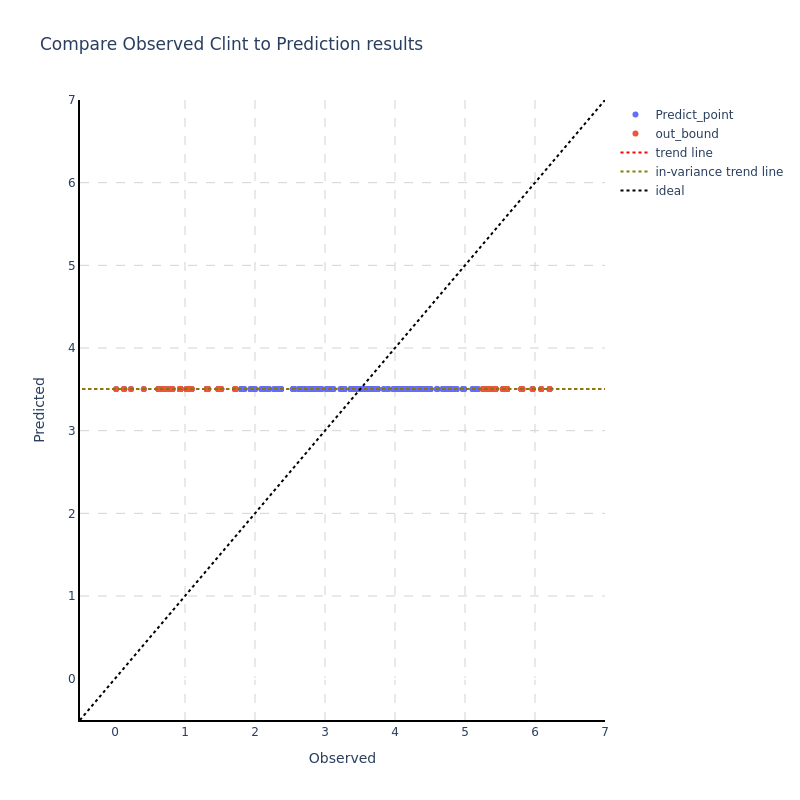 Compare Observed Clint to Prediction results
Predict_point
out_bound
trend line
in-variance trend line
ideal
7
6
5
4
3
2
1
0
Predicted
0 1 2 3 4 5 6 7
Observed